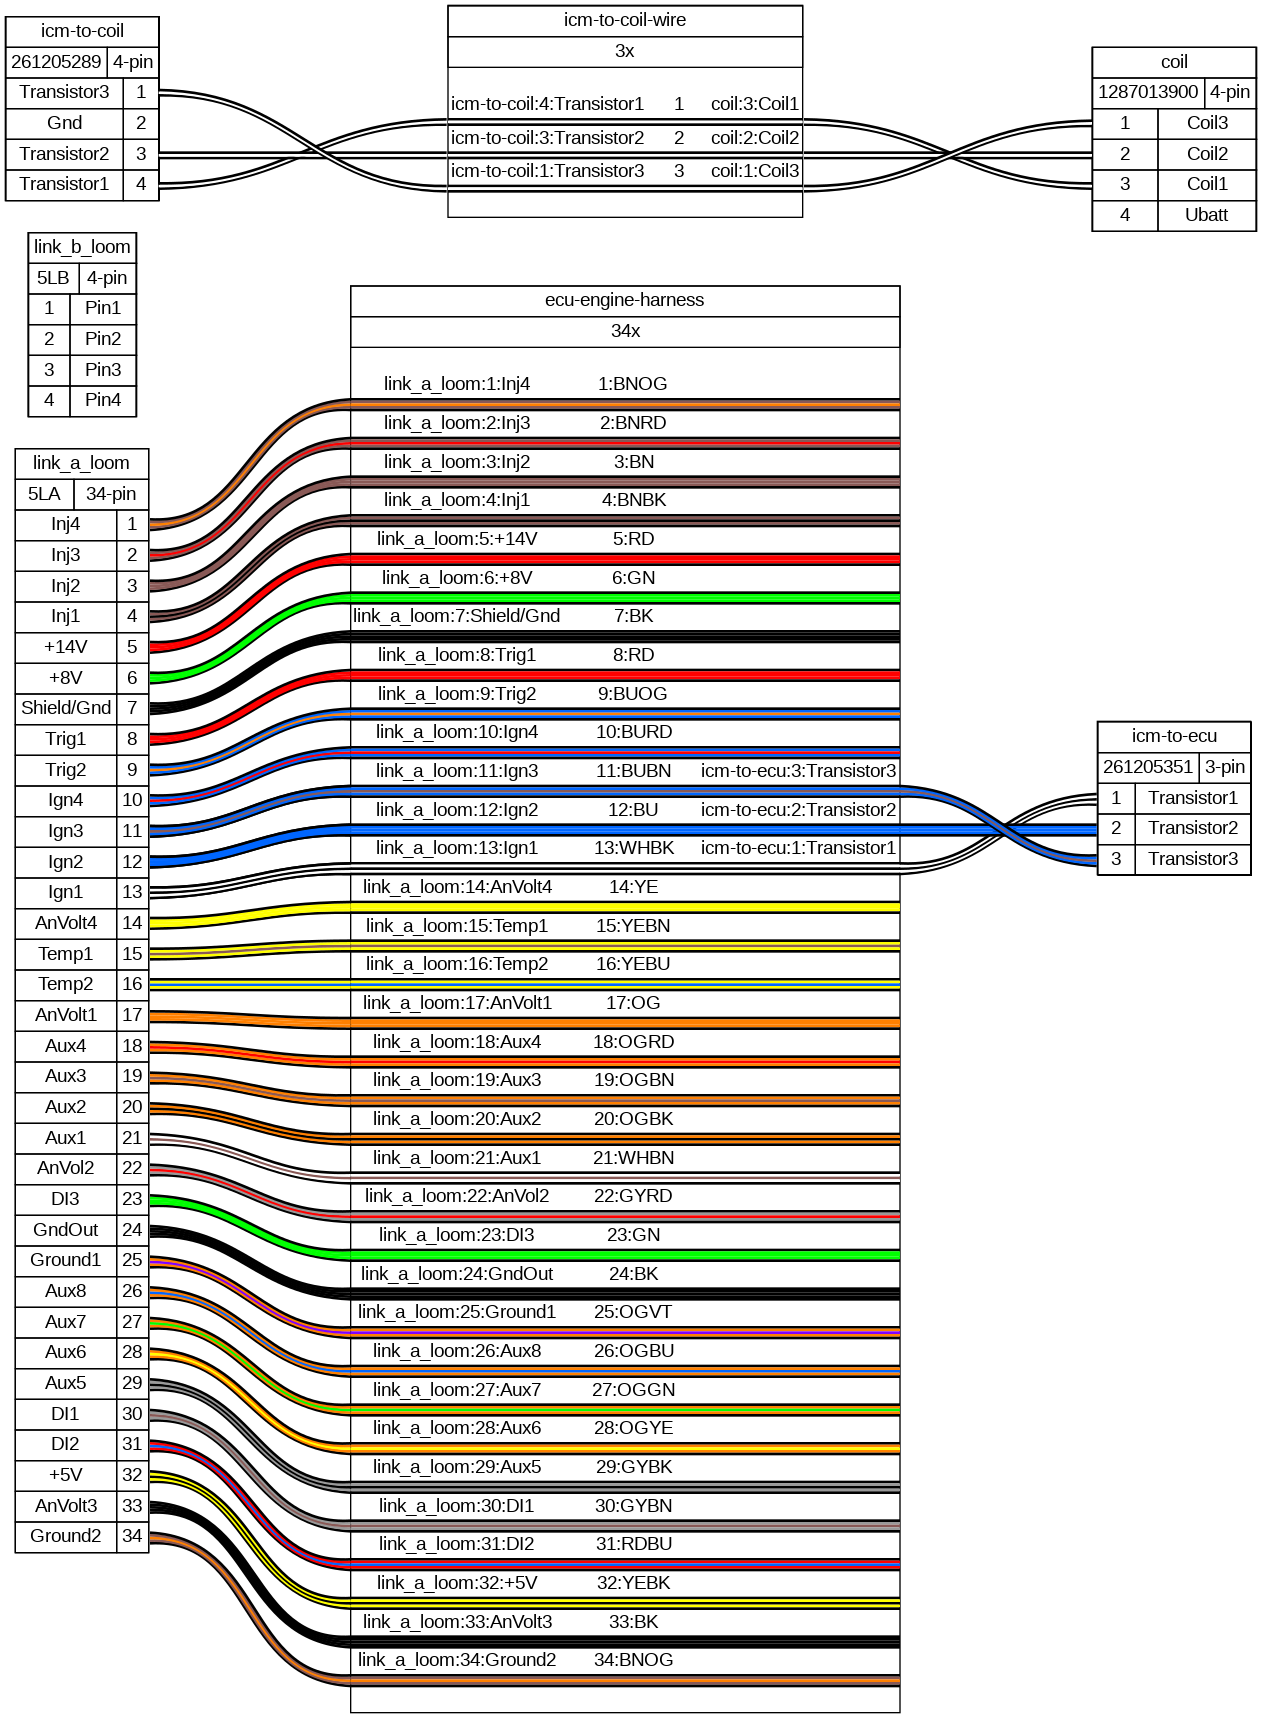 icm-to-coil
261205289 4-pin
Transistor3 1
Gnd 2
Transistor2 3
Transistor1 4
icm-to-coil-wire
3x
icm-to-coil:4:Transistor1 1 coil:3:Coil1
icm-to-coil:3:Transistor2 2 coil:2:Coil2
icm-to-coil:1:Transistor3 3 coil:1:Coil3
coil
1287013900 4-pin
1 Coil3
2 Coil2
3 Coil1
4 Ubatt
link_b_loom
5LB 4-pin
1 Pin1
2 Pin2
3 Pin3
4 Pin4
link_a_loom
5LA 34-pin
Inj4 1
Inj3 2
Inj2 3
Inj1 4
+14V 5
+8V 6
Shield/Gnd 7
Trig1 8
Trig2 9
Ign4 10
Ign3 11
Ign2 12
Ign1 13
AnVolt4 14
Temp1 15
Temp2 16
AnVolt1 17
Aux4 18
Aux3 19
Aux2 20
Aux1 21
AnVol2 22
DI3 23
GndOut 24
Ground1 25
Aux8 26
Aux7 27
Aux6 28
Aux5 29
DI1 30
DI2 31
+5V 32
AnVolt3 33
Ground2 34
ecu-engine-harness
34x
link_a_loom:1:Inj4 1:BNOG
link_a_loom:2:Inj3 2:BNRD
link_a_loom:3:Inj2 3:BN
link_a_loom:4:Inj1 4:BNBK
link_a_loom:5:+14V 5:RD
link_a_loom:6:+8V 6:GN
link_a_loom:7:Shield/Gnd 7:BK
link_a_loom:8:Trig1 8:RD
link_a_loom:9:Trig2 9:BUOG
link_a_loom:10:Ign4 10:BURD
link_a_loom:11:Ign3 11:BUBN icm-to-ecu:3:Transistor3
link_a_loom:12:Ign2 12:BU icm-to-ecu:2:Transistor2
link_a_loom:13:Ign1 13:WHBK icm-to-ecu:1:Transistor1
link_a_loom:14:AnVolt4 14:YE
link_a_loom:15:Temp1 15:YEBN
link_a_loom:16:Temp2 16:YEBU
link_a_loom:17:AnVolt1 17:OG
link_a_loom:18:Aux4 18:OGRD
link_a_loom:19:Aux3 19:OGBN
link_a_loom:20:Aux2 20:OGBK
link_a_loom:21:Aux1 21:WHBN
link_a_loom:22:AnVol2 22:GYRD
link_a_loom:23:DI3 23:GN
link_a_loom:24:GndOut 24:BK
link_a_loom:25:Ground1 25:OGVT
link_a_loom:26:Aux8 26:OGBU
link_a_loom:27:Aux7 27:OGGN
link_a_loom:28:Aux6 28:OGYE
link_a_loom:29:Aux5 29:GYBK
link_a_loom:30:DI1 30:GYBN
link_a_loom:31:DI2 31:RDBU
link_a_loom:32:+5V 32:YEBK
link_a_loom:33:AnVolt3 33:BK
link_a_loom:34:Ground2 34:BNOG
icm-to-ecu
261205351 3-pin
1 Transistor1
2 Transistor2
3 Transistor3